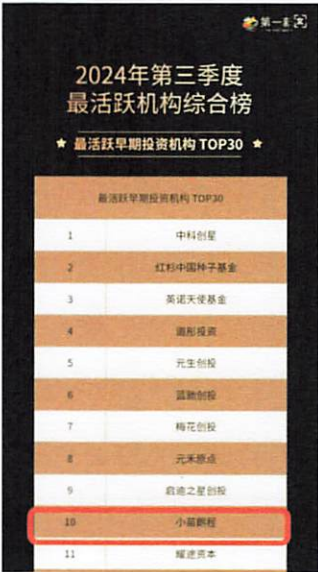 第一新
2024年第三季度
最活跃机构综合榜
最活跃早期投资机构 TOP30
最活跃早期投资机构 TOP30
1 中科创星
2 红杉中国种子基金
3 英诺天使基金
4 道彤投资
5 元生创投
6 蓝驰创投
7 梅花创投
8 元禾原点
9 启迪之星创投
10 小苗朗程
11 耀途资本